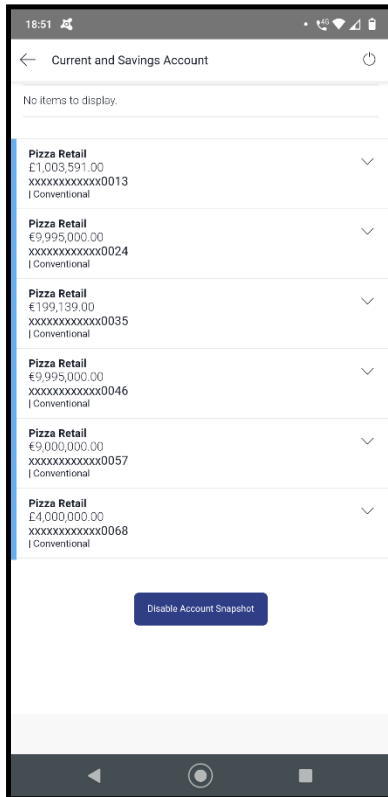 18:51
4G
Current and Savings Account
No items to display.
Pizza Retail
£1,003,591.00
xxxxxxxxxxxx0013
| Conventional
Pizza Retail
€9,995,000.00
xxxxxxxxxxxx0024
| Conventional
Pizza Retail
€199,139.00
xxxxxxxxxxxx0035
| Conventional
Pizza Retail
€9,995,000.00
xxxxxxxxxxxx0046
| Conventional
Pizza Retail
€9,000,000.00
xxxxxxxxxxxx0057
| Conventional
Pizza Retail
£4,000,000.00
xxxxxxxxxxxx0068
| Conventional
Disable Account Snapshot